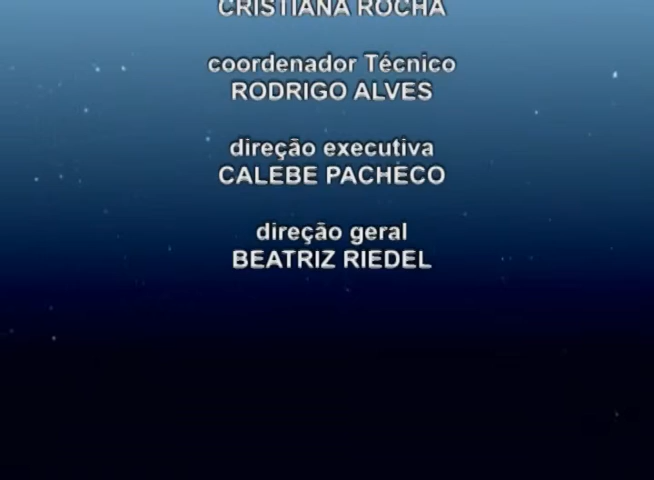 CRISTIANA ROCHA
coordenador Técnico
RODRIGO ALVES
direção executiva
CALEBE PACHECO
direção geral
BEATRIZ RIEDEL